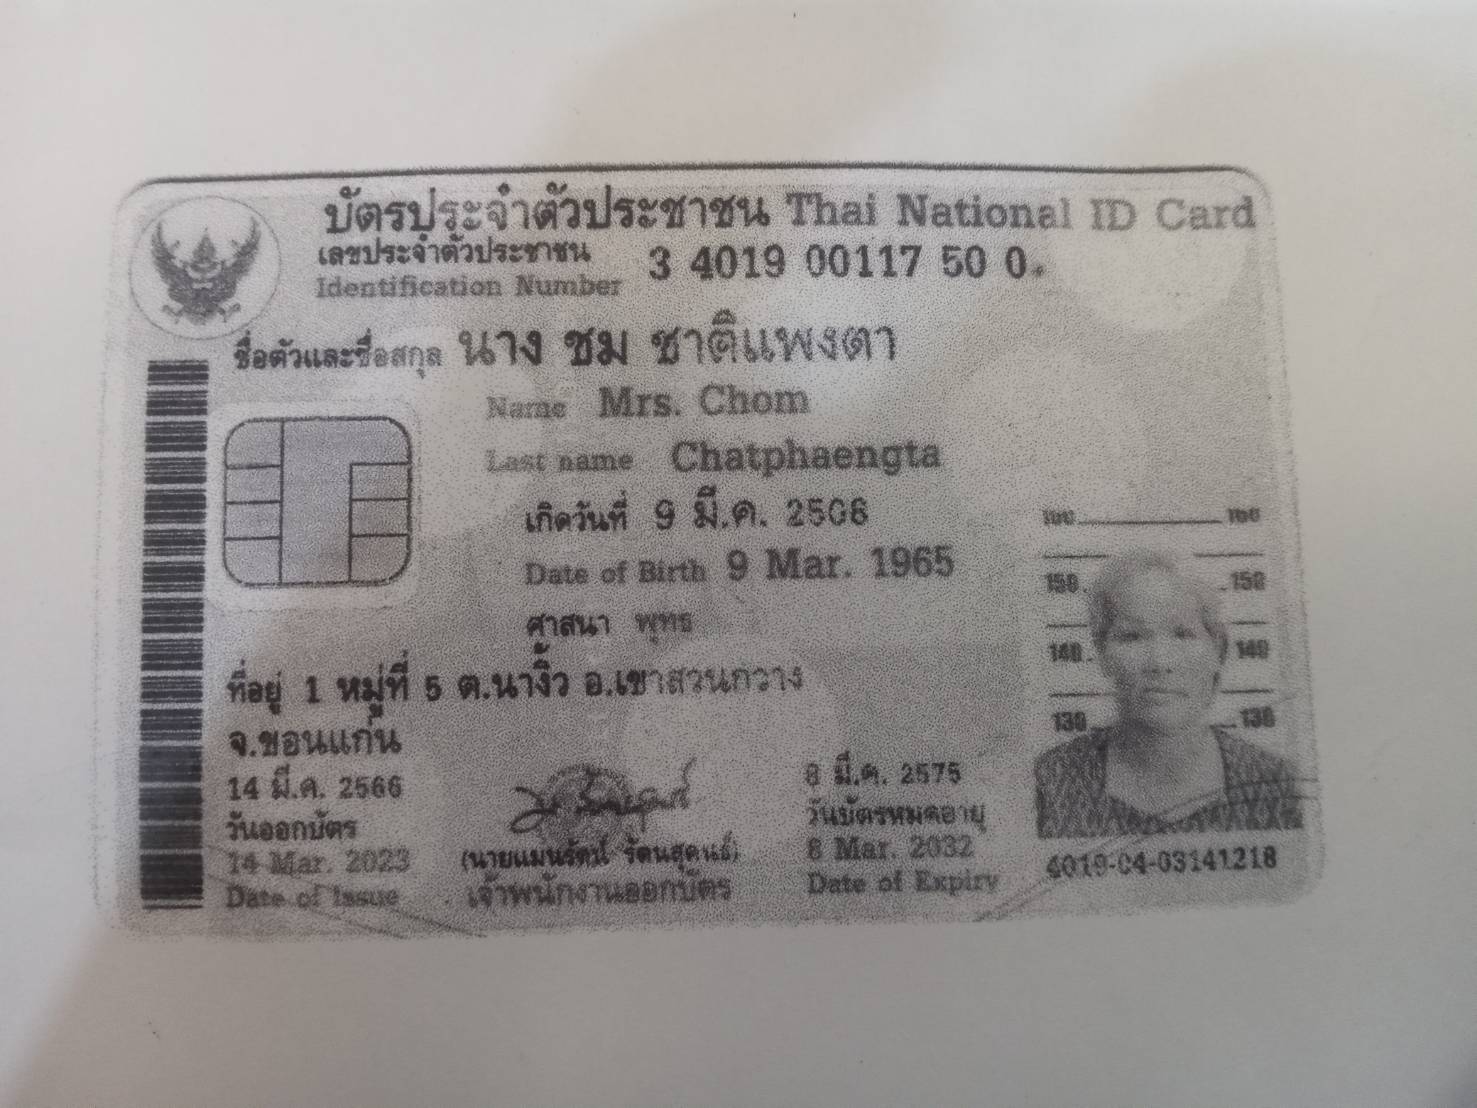 บัตรประจำตัวประชาชน Thai National ID Card
เลขประจำตัวประชาชน 3 4019 00117 50 0
Identification Number
ชื่อตัวและชื่อสกุล นาง ชม ชาติแพงตา
Name Mrs. Chom
Last name Chatphaengta
เกิดวันที่ 9 มี.ค. 2508
Date of Birth 9 Mar. 1965
ศาสนา พุทธ
ที่อยู่ 1 หมู่ที่ 5 ต.นางิ้ว อ.เขาสวนกวาง
จ.ขอนแก่น
160 160
150 150
140 140
130 130
14 มี.ค. 2566
วันออกบัตร
14 Mar. 2023
Date of Issue
(นายแมนรัตน์ รัตนสุคนธ์)
เจ้าพนักงานออกบัตร
8 มี.ค. 2575
วันบัตรหมดอายุ
8 Mar. 2032
Date of Expiry
4019-04-03141218